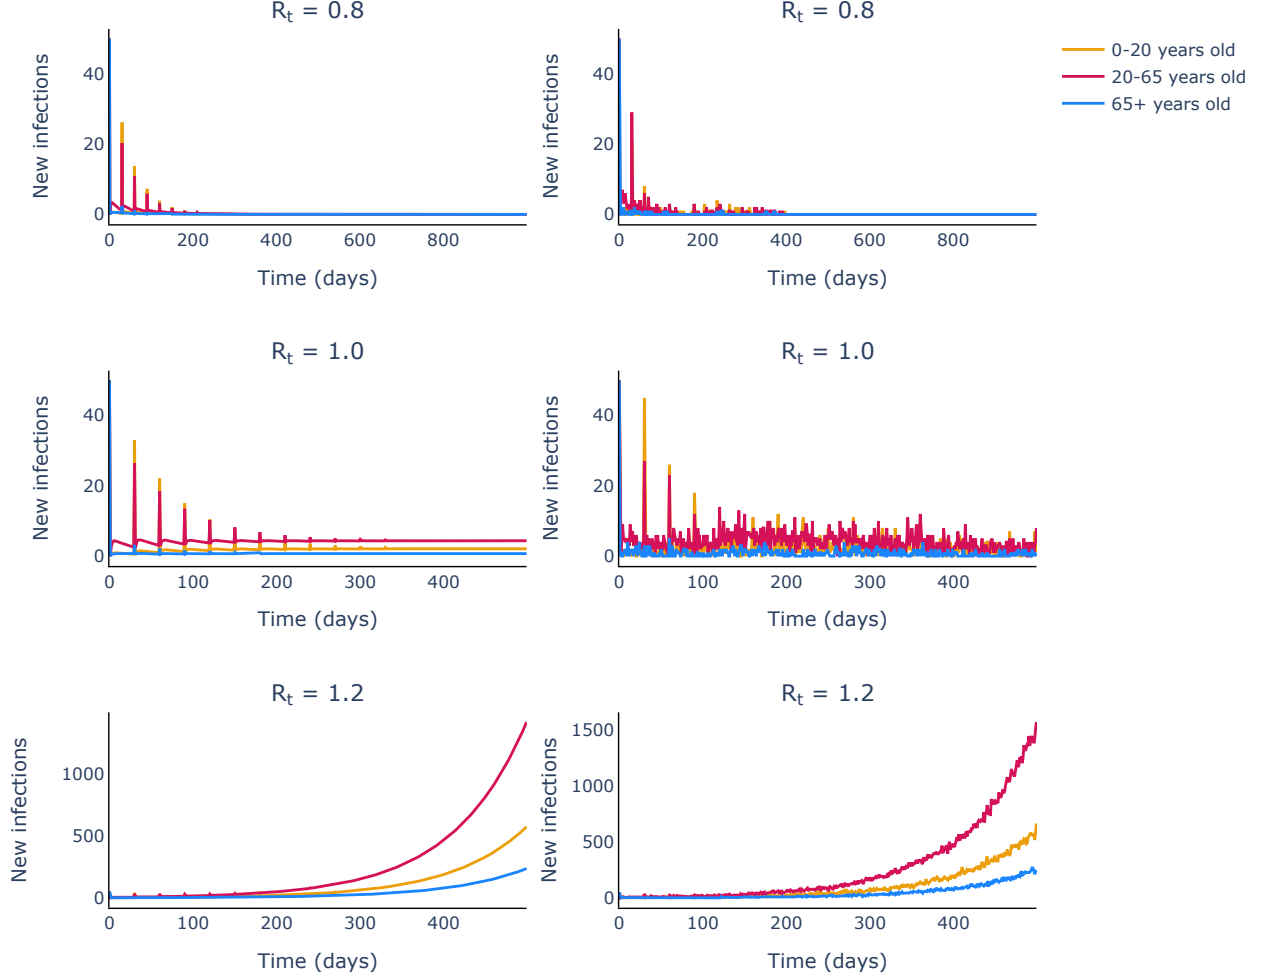 R_t = 0.8
R_t = 0.8
0-20 years old
20-65 years old
65+ years old
New infections
40
20
0
0 200 400 600 800
Time (days)
New infections
40
20
0
0 200 400 600 800
Time (days)
R_t = 1.0
R_t = 1.0
New infections
40
20
0
0 100 200 300 400
Time (days)
New infections
40
20
0
0 100 200 300 400
Time (days)
R_t = 1.2
R_t = 1.2
New infections
1000
500
0
0 100 200 300 400
Time (days)
New infections
1500
1000
500
0
0 100 200 300 400
Time (days)